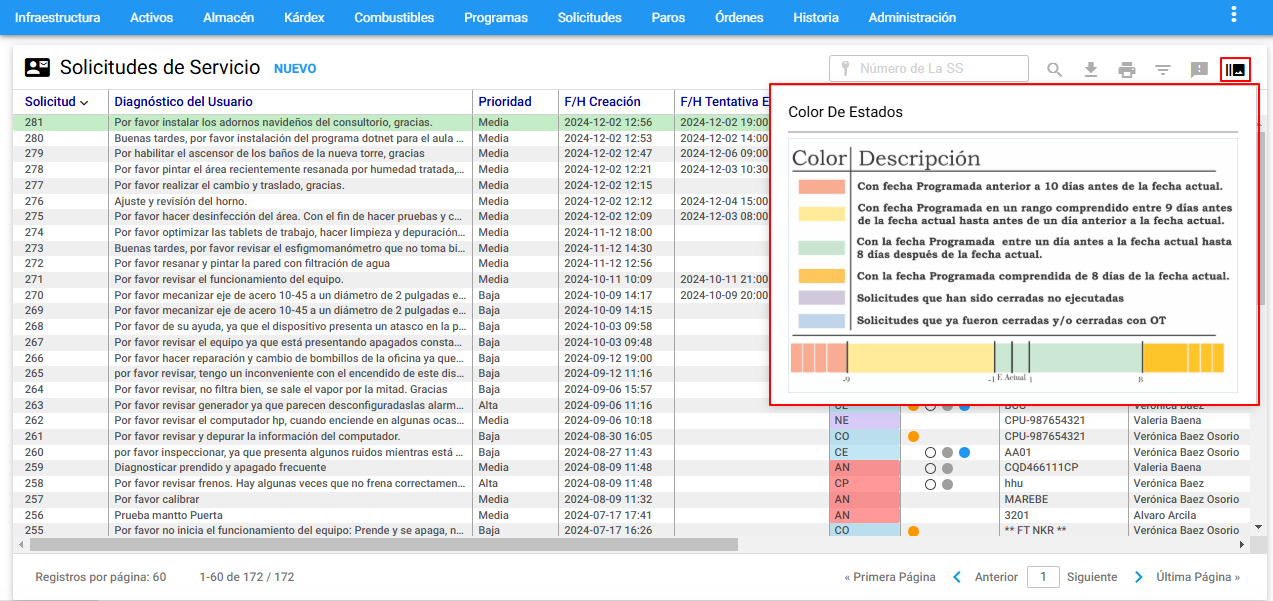 Infraestructura Activos Almacén Kárdex Combustibles Programas Solicitudes Paros Órdenes Historia Administración
Solicitudes de Servicio NUEVO Número de La SS
Solicitud Diagnóstico del Usuario Prioridad F/H Creación F/H Tentativa E
281 Por favor instalar los adornos navideños del consultorio, gracias. Media 2024-12-02 12:56 2024-12-02 19:00
280 Buenas tardes, por favor instalación del programa dotnet para el aula ... Media 2024-12-02 12:53 2024-12-02 14:00
279 Por habilitar el ascensor de los baños de la nueva torre, gracias Media 2024-12-02 12:47 2024-12-06 09:00
278 Por favor pintar el área recientemente resanada por humedad tratada,... Media 2024-12-02 12:21 2024-12-03 10:30
277 Por favor realizar el cambio y traslado, gracias. Media 2024-12-02 12:15
276 Ajuste y revisión del horno. Media 2024-12-02 12:12 2024-12-04 15:00
275 Por favor hacer desinfección del área. Con el fin de hacer pruebas y c... Media 2024-12-02 12:09 2024-12-03 08:00
274 Por favor optimizar las tablets de trabajo, hacer limpieza y depuración... Media 2024-11-12 18:00
273 Buenas tardes, por favor revisar el esfigmomanómetro que no toma bi... Media 2024-11-12 14:30
272 Por favor resanar y pintar la pared con filtración de agua Media 2024-11-12 12:56
271 Por favor revisar el funcionamiento del equipo. Media 2024-10-11 10:09 2024-10-11 21:00
270 Por favor mecanizar eje de acero 10-45 a un diámetro de 2 pulgadas e... Baja 2024-10-09 14:17 2024-10-09 20:00
269 Por favor mecanizar eje de acero 10-45 a un diámetro de 2 pulgadas e... Baja 2024-10-09 14:15
268 Por favor de su ayuda, ya que el dispositivo presenta un atasco en la p... Baja 2024-10-03 09:58
267 Por favor revisar el equipo ya que está presentando apagados consta... Baja 2024-10-03 09:48
266 Por favor hacer reparación y cambio de bombillos de la oficina ya que... Baja 2024-09-12 19:00
265 por favor revisar, tengo un inconveniente con el encendido de este dis... Baja 2024-09-12 11:16
264 Por favor revisar, no filtra bien, se sale el vapor por la mitad. Gracias Baja 2024-09-06 15:57
263 Por favor revisar generador ya que parecen desconfiguradaslas alarm... Alta 2024-09-06 11:16 Verónica Baez
262 Por favor revisar el computador hp, cuando enciende en algunas ocas... Media 2024-09-06 10:18 NE CPU-987654321 Valeria Baena
261 Por favor revisar y depurar la información del computador. Baja 2024-08-30 16:05 CO CPU-987654321 Verónica Baez Osorio
260 por favor inspeccionar, ya que presenta algunos ruidos mientras está ... Baja 2024-08-27 11:43 CE AA01 Verónica Baez Osorio
259 Diagnosticar prendido y apagado frecuente Media 2024-08-09 11:48 AN CQD466111CP Valeria Baena
258 Por favor revisar frenos. Hay algunas veces que no frena correctamen... Alta 2024-08-09 11:48 CP hhu Verónica Baez
257 Por favor calibrar Media 2024-08-09 11:32 AN MAREBE Verónica Baez Osorio
256 Prueba mantto Puerta Media 2024-07-17 17:41 AN 3201 Alvaro Arcila
255 Por favor no inicia el funcionamiento del equipo: Prende y se apaga, n... Baja 2024-07-17 16:26 CO ** FT NKR ** Verónica Baez Osorio
Color De Estados
Color Descripción
Con fecha Programada anterior a 10 días antes de la fecha actual.
Con fecha Programada en un rango comprendido entre 9 días antes
de la fecha actual hasta antes de un día anterior a la fecha actual.
Con la fecha Programada entre un día antes a la fecha actual hasta
8 días después de la fecha actual.
Con la fecha Programada comprendida de 8 días de la fecha actual.
Solicitudes que han sido cerradas no ejecutadas
Solicitudes que ya fueron cerradas y/o cerradas con OT
-9 -1 F. Actual 1 8
Registros por página: 60 1-60 de 172 / 172 « Primera Página Anterior 1 Siguiente Última Página »